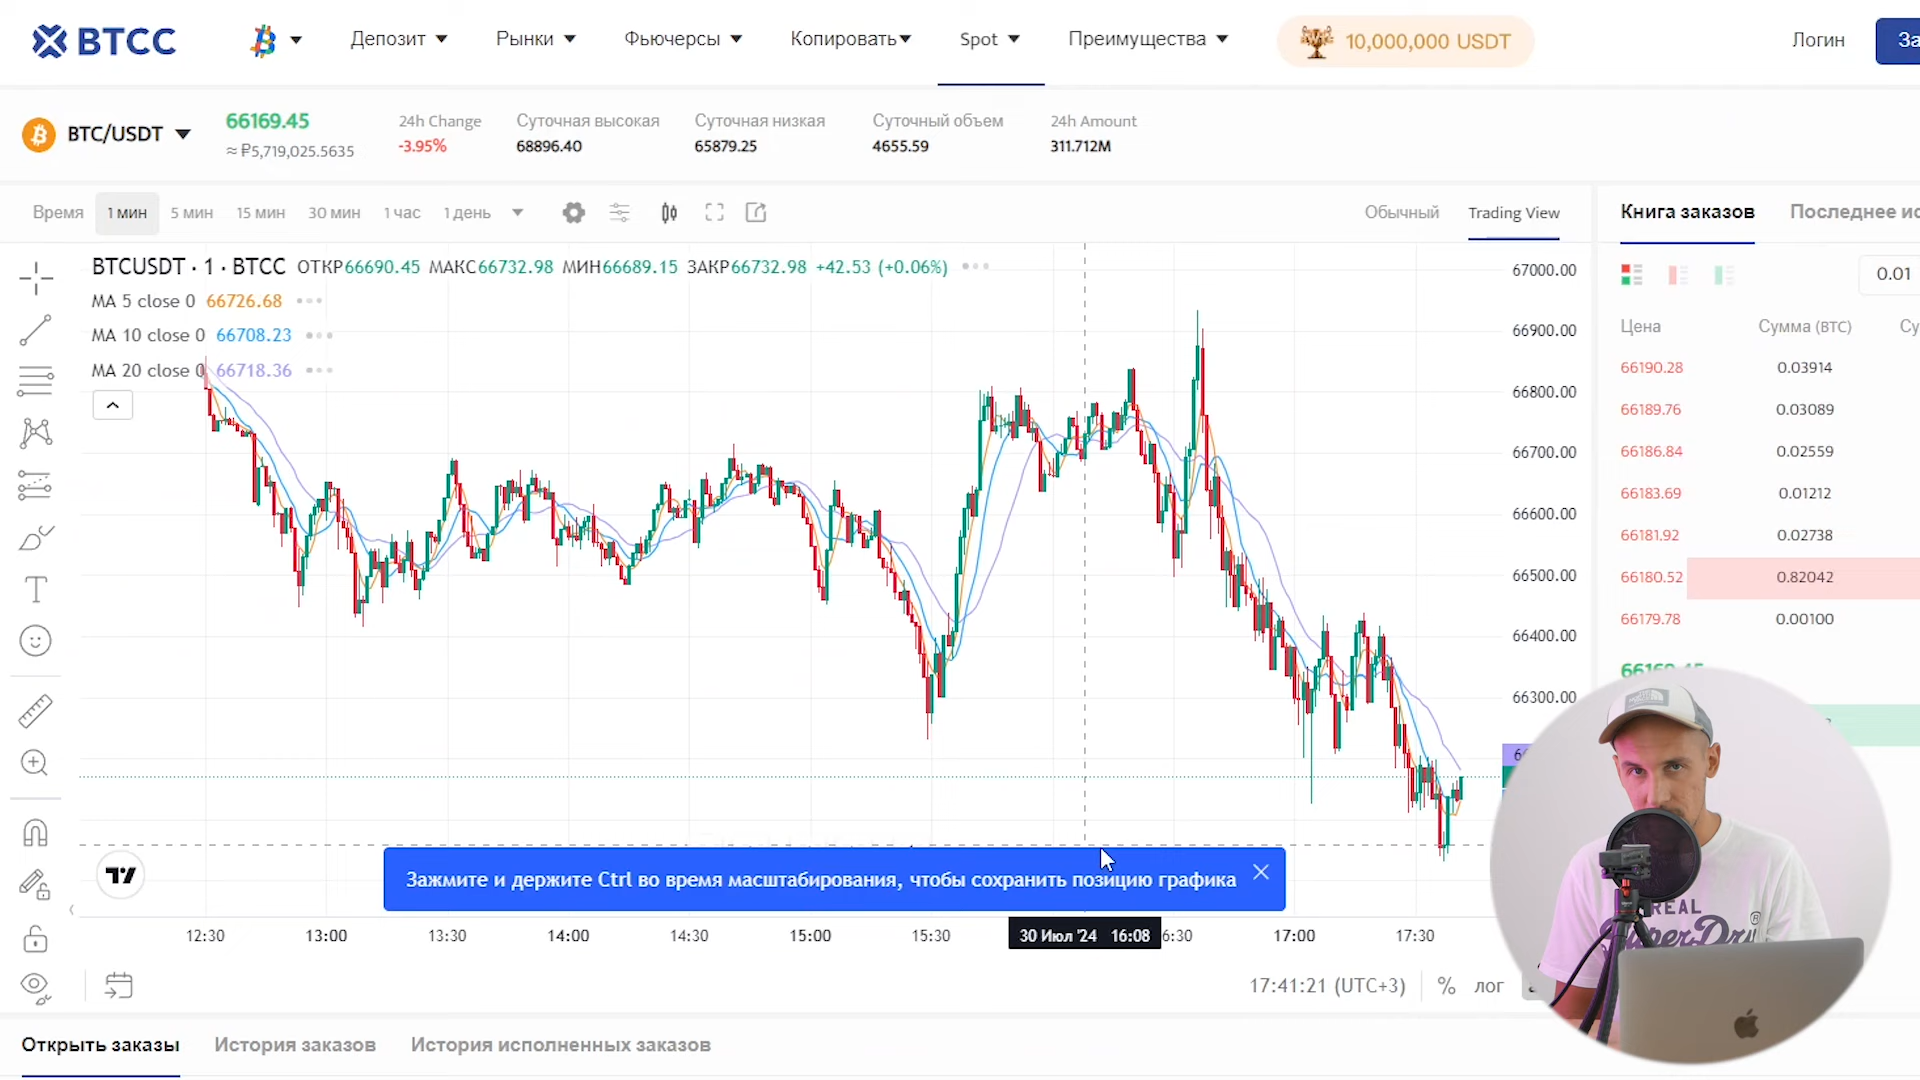 BTCC
Депозит
Рынки
Фьючерсы
Копировать
Spot
Преимущества
10,000,000 USDT
Логин
BTC/USDT
66169.45
≈ ₽5,719,025.5635
24h Change
-3.95%
Суточная высокая
68896.40
Суточная низкая
65879.25
Суточный объем
4655.59
24h Amount
311.712M
Время 1 мин 5 мин 15 мин 30 мин 1 час 1 день
Обычный
Trading View
Книга заказов
Последнее
BTCUSDT · 1 · BTCC ОТКР66690.45 МАКС66732.98 МИН66689.15 ЗАКР66732.98 +42.53 (+0.06%)
MA 5 close 0 66726.68
MA 10 close 0 66708.23
MA 20 close 0 66718.36
67000.00
66900.00
66800.00
66700.00
66600.00
66500.00
66400.00
66300.00
0.01
Цена Сумма (BTC)
66190.28 0.03914
66189.76 0.03089
66186.84 0.02559
66183.69 0.01212
66181.92 0.02738
66180.52 0.82042
66179.78 0.00100
66169.45
Зажмите и держите Ctrl во время масштабирования, чтобы сохранить позицию графика
12:30 13:00 13:30 14:00 14:30 15:00 15:30 30 Июл '24 16:08 6:30 17:00 17:30
17:41:21 (UTC+3) % лог
REAL
Открыть заказы
История заказов
История исполненных заказов